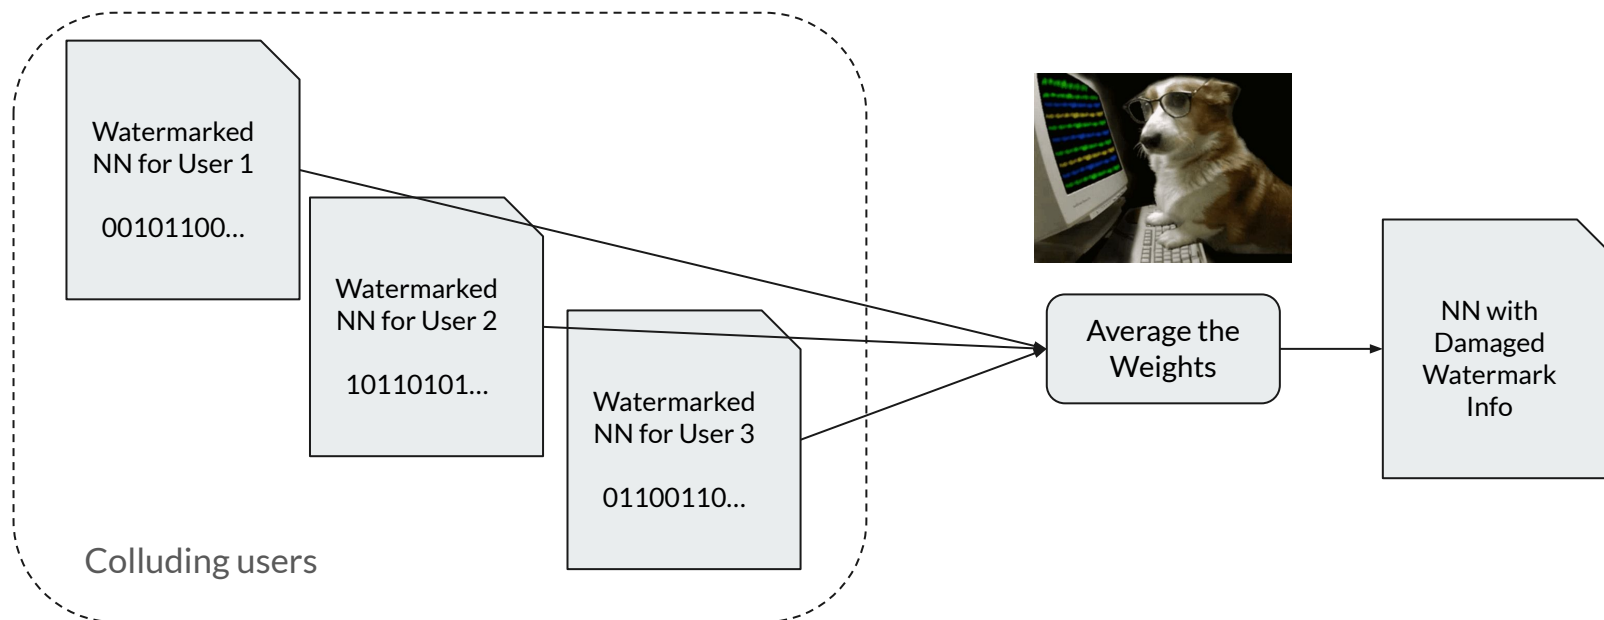 Watermarked
NN for User 1
00101100...
Watermarked
NN for User 2
10110101...
Watermarked
NN for User 3
01100110...
Colluding users
Average the
Weights
NN with
Damaged
Watermark
Info